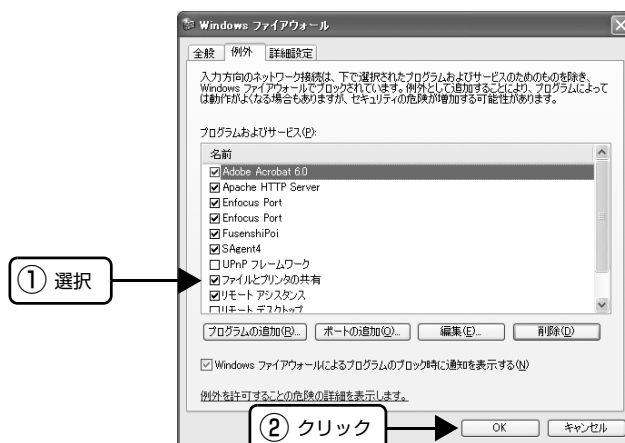 Windows ファイアウォール
全般 例外 詳細設定
入力方向のネットワーク接続は、下で選択されたプログラムおよびサービスのためのものを除き、
Windows ファイアウォールでブロックされています。例外として追加することにより、プログラムによって
は動作がよくなる場合もありますが、セキュリティの危険が増加する可能性があります。
プログラムおよびサービス(P):
名前
Adobe Acrobat 6.0
Apache HTTP Server
Enfocus Port
Enfocus Port
FusenshiPoi
SAgent4
UPnP フレームワーク
① 選択
ファイルとプリンタの共有
リモート アシスタンス
リモート デスクトップ
プログラムの追加(R)... ポートの追加(O)... 編集(E)... 削除(D)
Windows ファイアウォールによるプログラムのブロック時に通知を表示する(N)
例外を許可することの危険の詳細を表示します。
② クリック
OK キャンセル